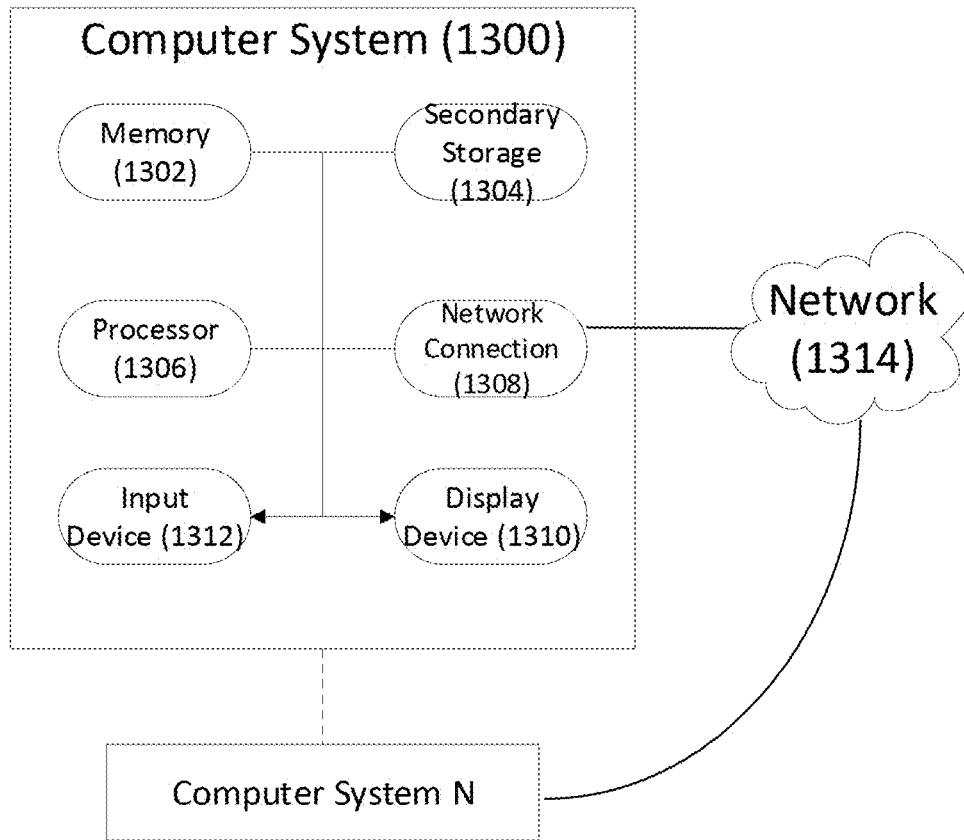 Computer System (1300)
Memory
(1302)
Secondary
Storage
(1304)
Processor
(1306)
Network
Connection
(1308)
Network
(1314)
Input
Device (1312)
Display
Device (1310)
Computer System N